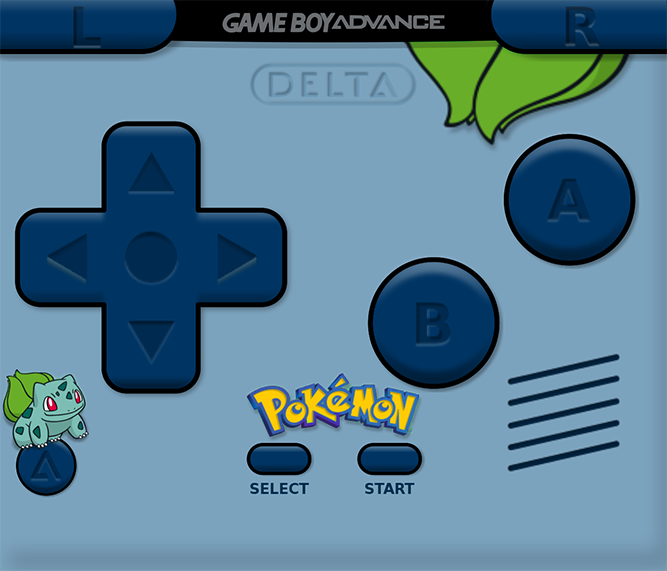 L
GAME BOY ADVANCE
R
DELTA
A
B
POKéMON
SELECT
START